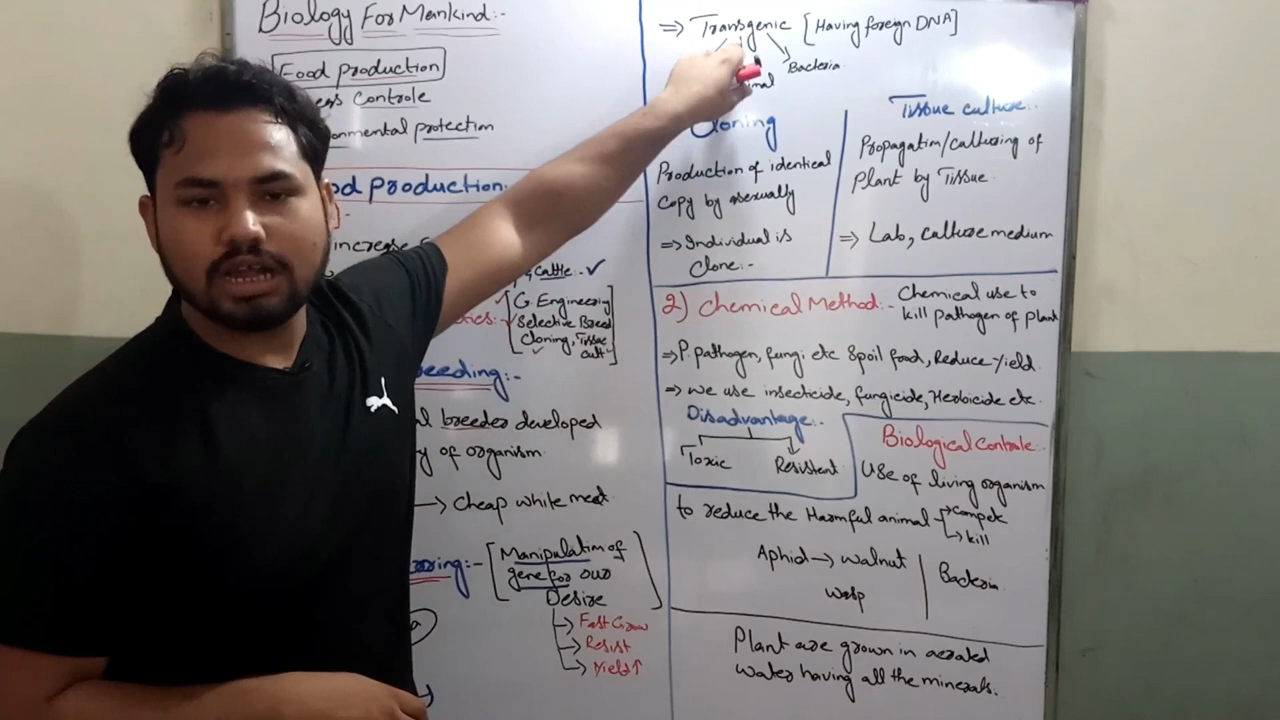 Biology For Mankind:-
Food production
Controle
protection
production.
increase
Cattle.
G. Engineering
Selective Breed
Cloning, Tissue
cult
eeding:-
breeder developed
of organism.
→ Cheap white meat
[Manipulation of
gene for our
Desire
→ Fast Grow
→ Resist
→ Yield ↑
⇒ Transgenic [Having foreign DNA]
Bacteria
Cloning
Production of identical
Copy by asexually
⇒ Individual is
Clone:-
Tissue culture:.
Propagation/culturing of
Plant by Tissue
⇒ Lab, culture medium
2) Chemical Method:- Chemical use to
kill pathogen of plant
⇒ P. pathogen, fungi etc Spoil food, Reduce Yield.
⇒ we use insecticide, fungicide, Herbicide etc.
Disadvantage:.
Toxic Resistent
Biological Controle:.
Use of living organism
to reduce the Harmful animal → Compet
→ kill
Aphid → walnut
wasp
Bacteria
Plant are grown in aerated
water having all the minerals.